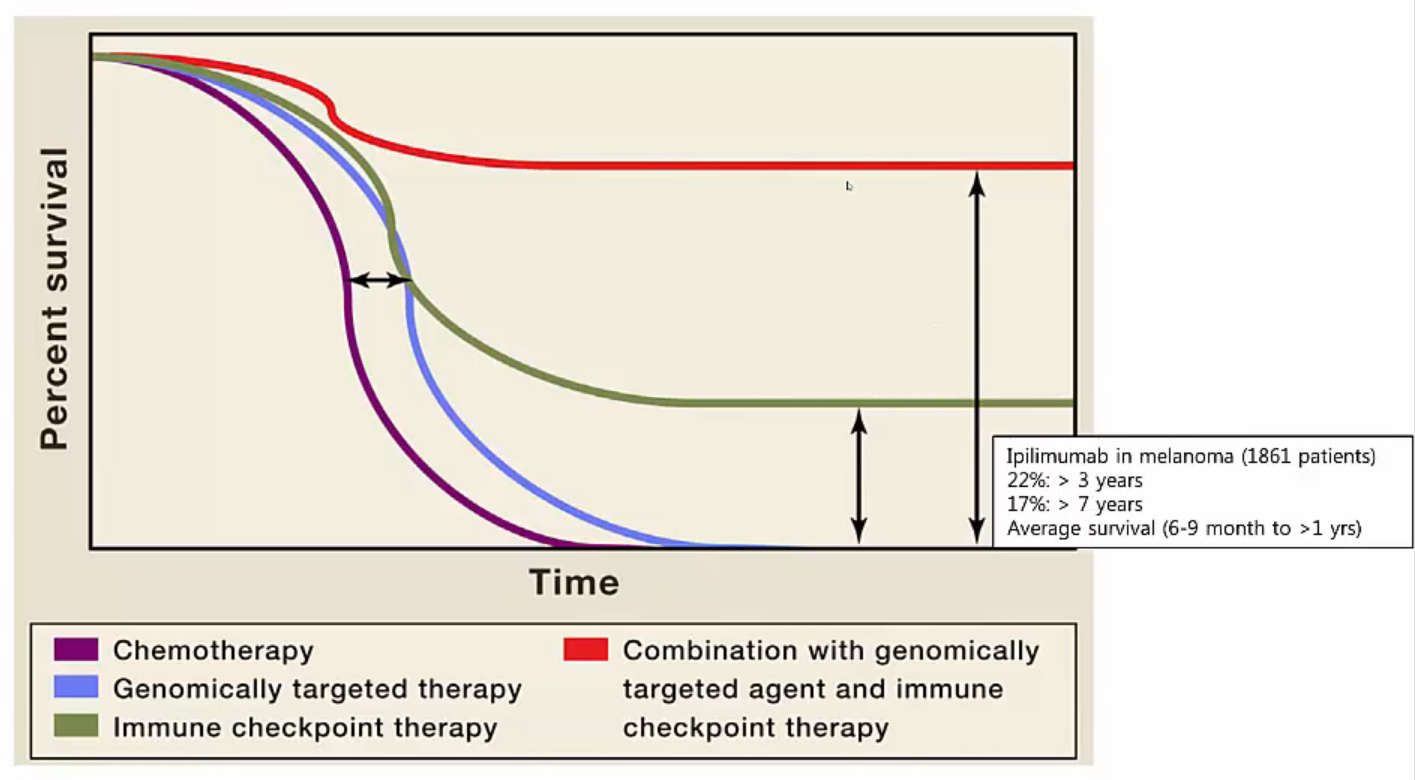 Percent survival
Ipilimumab in melanoma (1861 patients)
22%: > 3 years
17%: > 7 years
Average survival (6-9 month to >1 yrs)
Time
Chemotherapy
Genomically targeted therapy
Immune checkpoint therapy
Combination with genomically
targeted agent and immune
checkpoint therapy